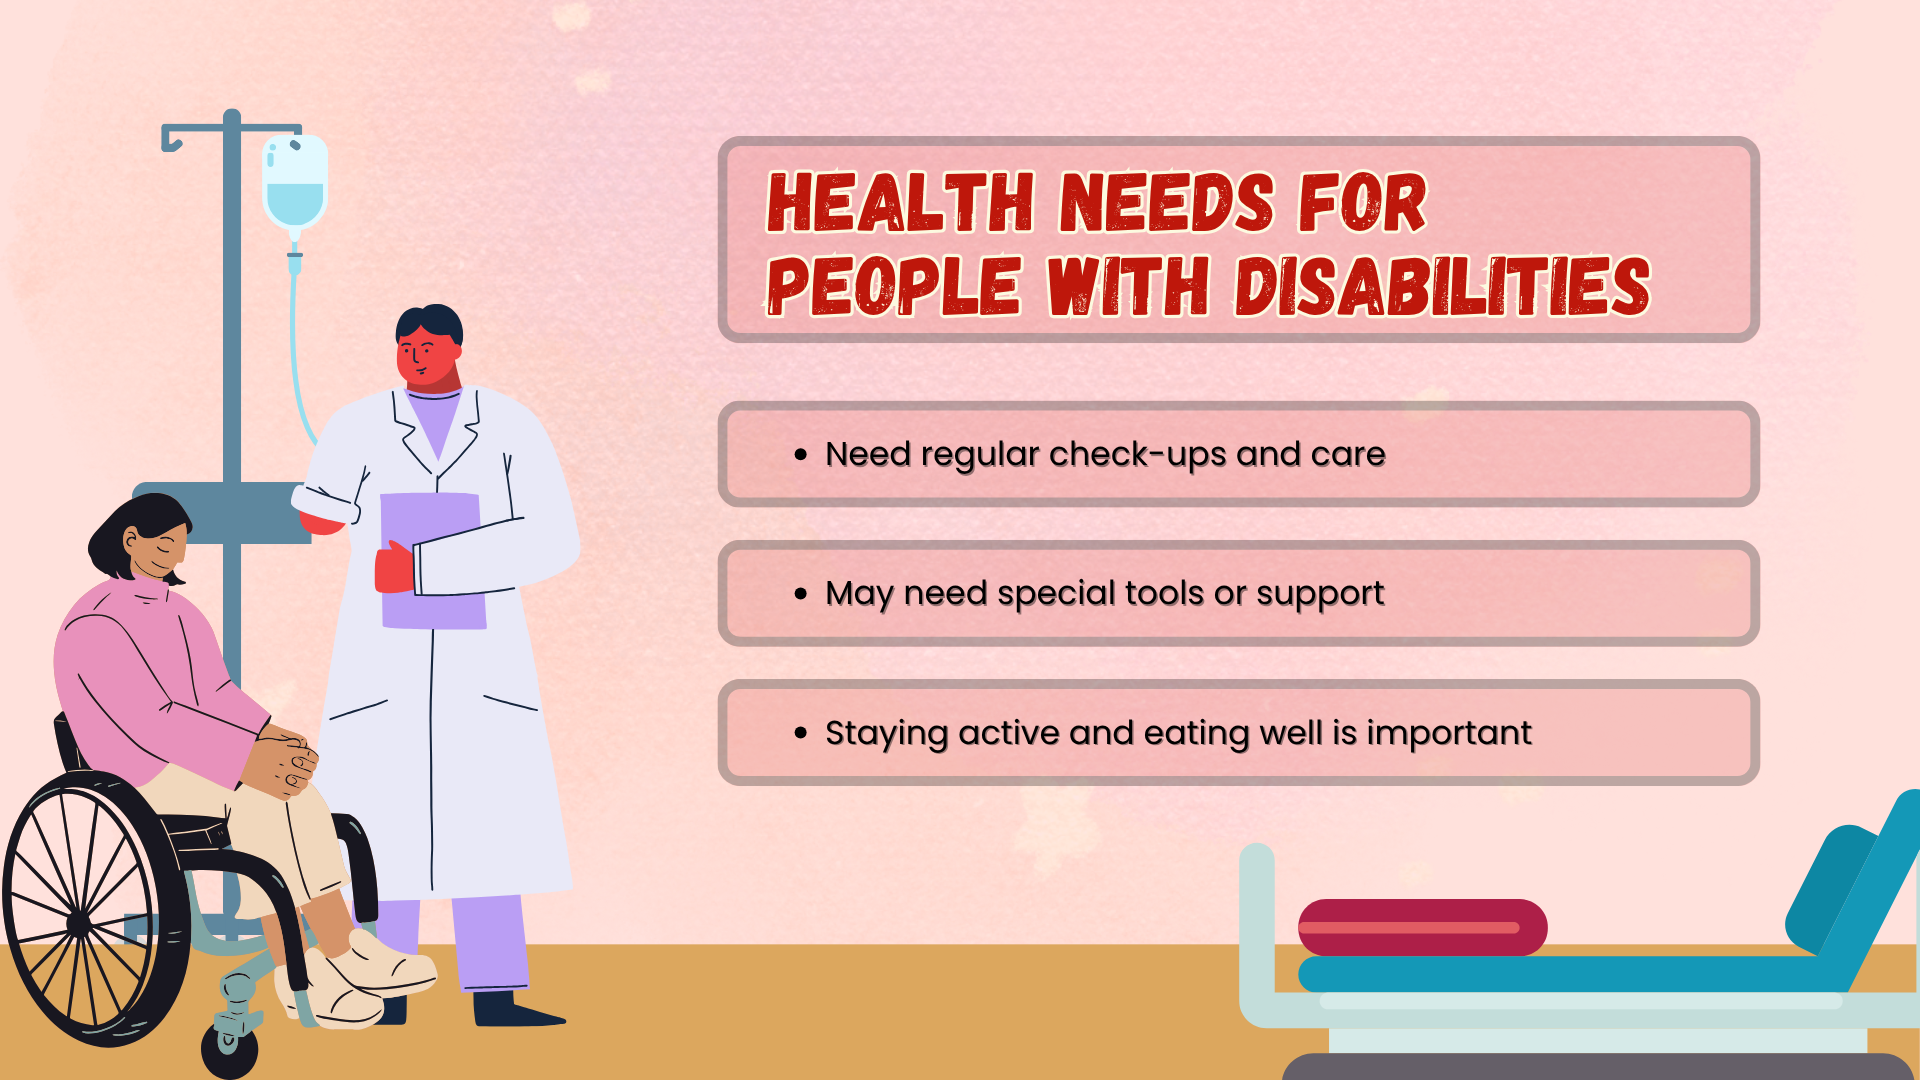 HEALTH NEEDS FOR
PEOPLE WITH DISABILITIES
• Need regular check-ups and care
• May need special tools or support
• Staying active and eating well is important